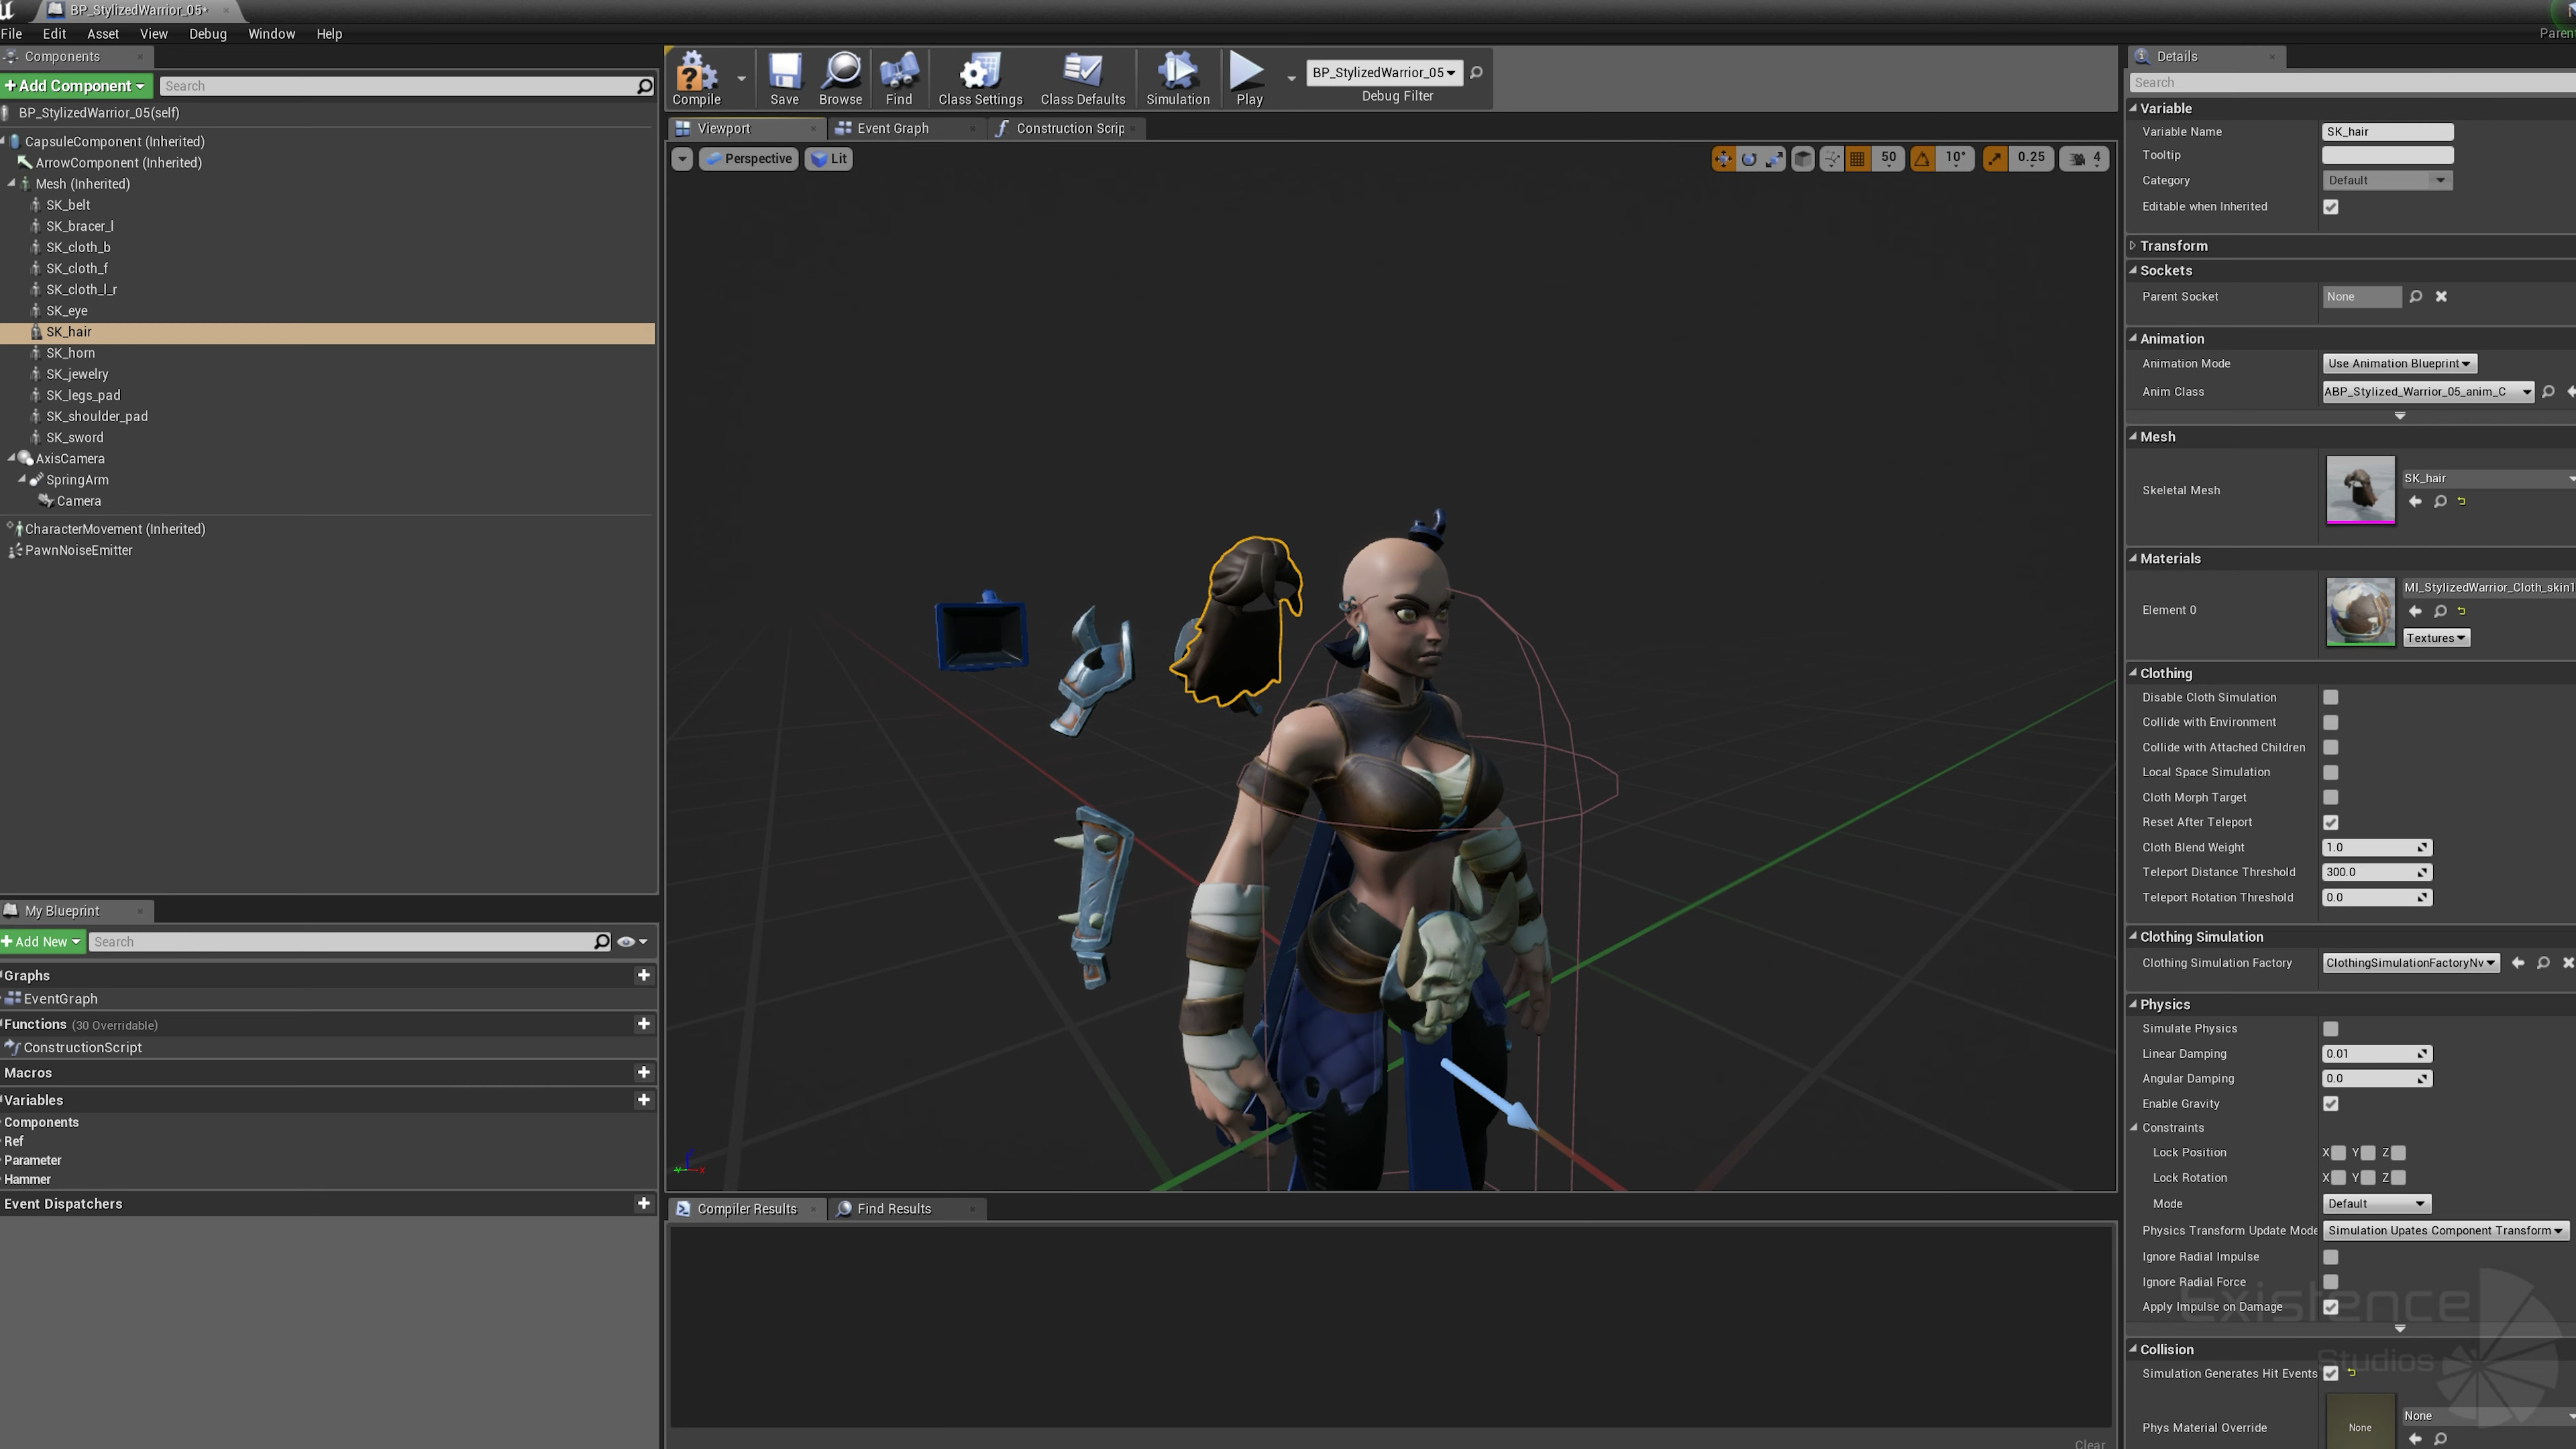 BP_StylizedWarrior_05*
File Edit Asset View Debug Window Help
Components
+Add Component
Search
BP_StylizedWarrior_05(self)
CapsuleComponent (Inherited)
ArrowComponent (Inherited)
Mesh (Inherited)
SK_belt
SK_bracer_l
SK_cloth_b
SK_cloth_f
SK_cloth_l_r
SK_eye
SK_hair
SK_horn
SK_jewelry
SK_legs_pad
SK_shoulder_pad
SK_sword
AxisCamera
SpringArm
Camera
CharacterMovement (Inherited)
PawnNoiseEmitter
My Blueprint
+Add New
Search
Graphs
EventGraph
Functions (30 Overridable)
ConstructionScript
Macros
Variables
Components
Ref
Parameter
Hammer
Event Dispatchers
Compile
Save
Browse
Find
Class Settings
Class Defaults
Simulation
Play
BP_StylizedWarrior_05
Debug Filter
Viewport
Event Graph
Construction Scrip
Perspective
Lit
50
10°
0.25
4
Compiler Results
Find Results
Clear
Paren
Details
Search
Variable
Variable Name SK_hair
Tooltip
Category Default
Editable when Inherited
Transform
Sockets
Parent Socket None
Animation
Animation Mode Use Animation Blueprint
Anim Class ABP_Stylized_Warrior_05_anim_C
Mesh
Skeletal Mesh SK_hair
Materials
Element 0 MI_StylizedWarrior_Cloth_skin1
Textures
Clothing
Disable Cloth Simulation
Collide with Environment
Collide with Attached Children
Local Space Simulation
Cloth Morph Target
Reset After Teleport
Cloth Blend Weight 1.0
Teleport Distance Threshold 300.0
Teleport Rotation Threshold 0.0
Clothing Simulation
Clothing Simulation Factory ClothingSimulationFactoryNv
Physics
Simulate Physics
Linear Damping 0.01
Angular Damping 0.0
Enable Gravity
Constraints
Lock Position X Y Z
Lock Rotation X Y Z
Mode Default
Physics Transform Update Mode Simulation Upates Component Transform
Ignore Radial Impulse
Ignore Radial Force
Apply Impulse on Damage
Existence
Studios
Collision
Simulation Generates Hit Events
Phys Material Override None None